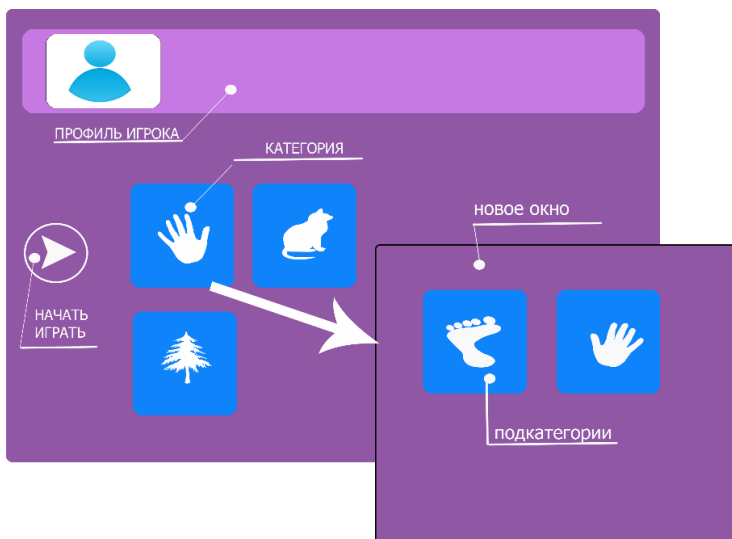 ПРОФИЛЬ ИГРОКА
КАТЕГОРИЯ
НАЧАТЬ
ИГРАТЬ
новое окно
подкатегории